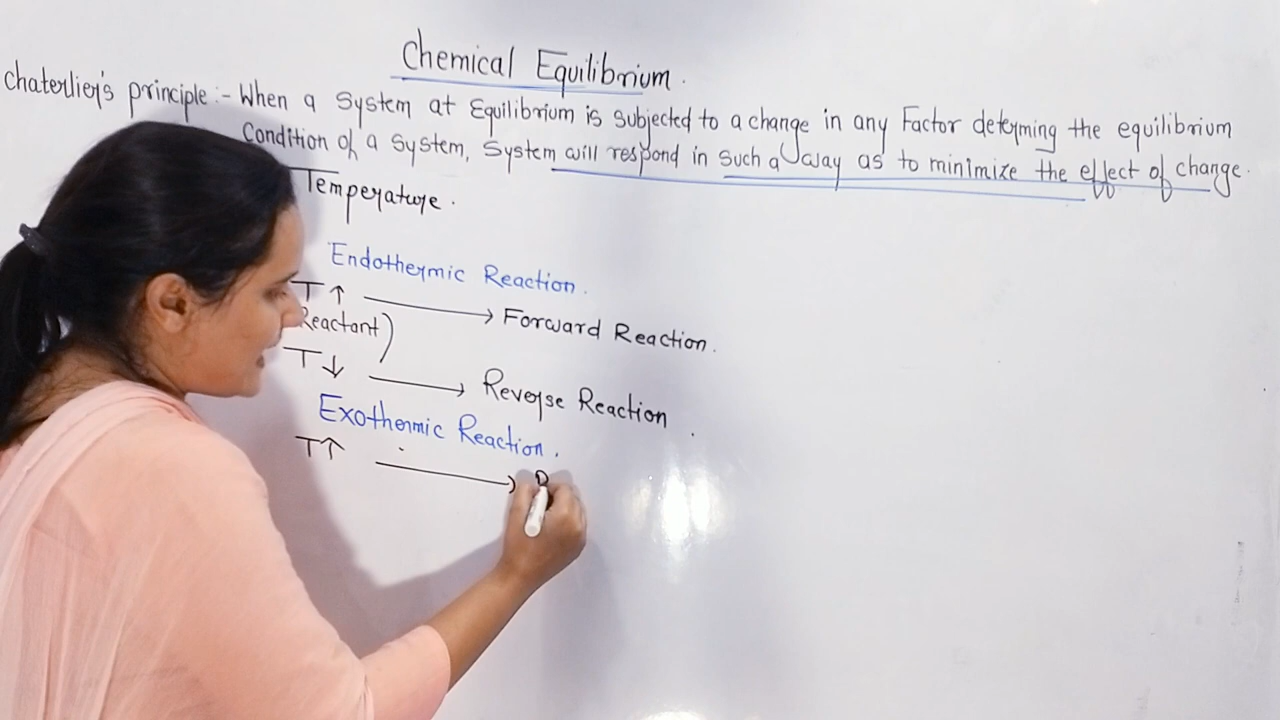 Chemical Equilibrium.
Chaterlier's principle :- When a System at Equilibrium is subjected to a change in any Factor determing the equilibrium
Condition of a System, System will respond in such a way as to minimize the effect of change.
Temperature.
Endothermic Reaction.
T ↑ → Forward Reaction.
Reactant)
T ↓ → Reverse Reaction.
Exothermic Reaction.
T↑ →